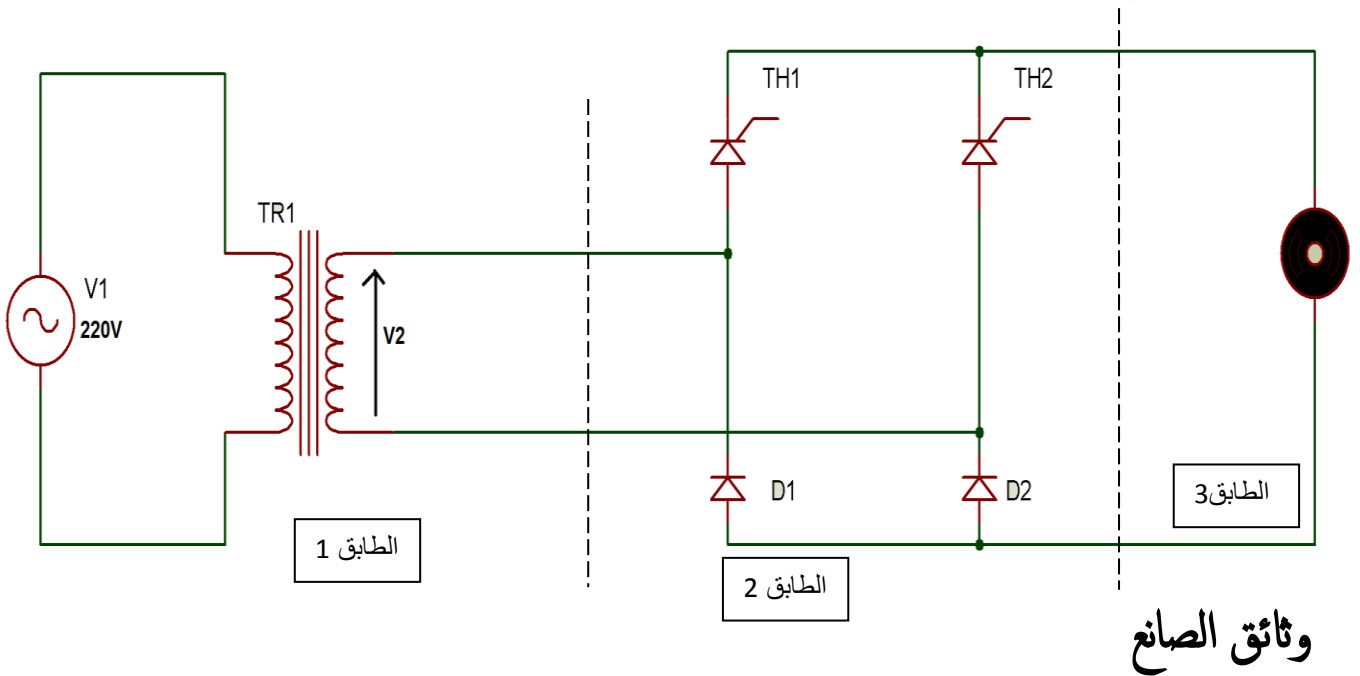 TH1
TH2
TR1
V1
220V
V2
D1
D2
الطابق 1
الطابق 2
الطابق3
وثائق الصانع